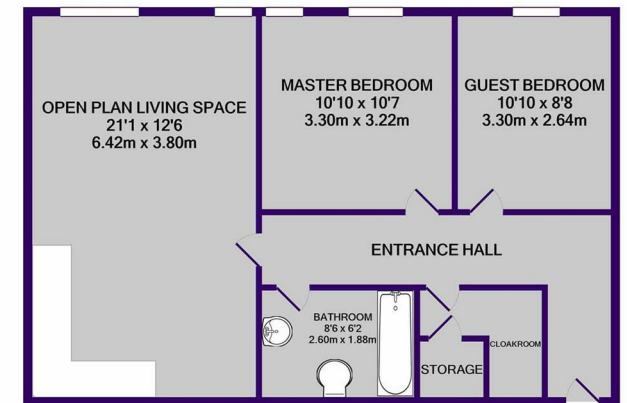 OPEN PLAN LIVING SPACE
21'1 x 12'6
6.42m x 3.80m
MASTER BEDROOM
10'10 x 10'7
3.30m x 3.22m
GUEST BEDROOM
10'10 x 8'8
3.30m x 2.64m
ENTRANCE HALL
BATHROOM
8'6 x 6'2
2.60m x 1.88m
CLOAKROOM
STORAGE